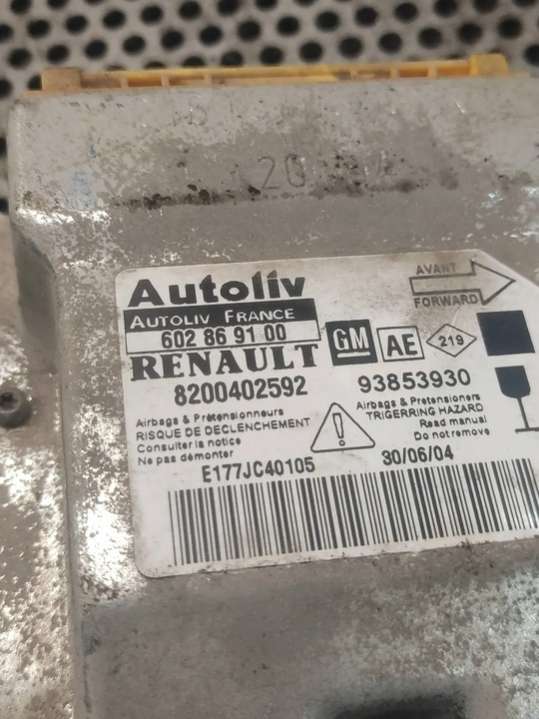 20
Autoliv
AUTOLIV FRANCE
602 86 91 00
RENAULT
8200402592
AVANT
FORWARD
GM
AE
219
93853930
Airbags & Prétensionneurs
RISQUE DE DECLENCHEMENT
Consulter la notice
Ne pas démonter
Airbags & Pretensioners
TRIGERRING HAZARD
Read manual
Do not remove
E177JC40105
30/06/04